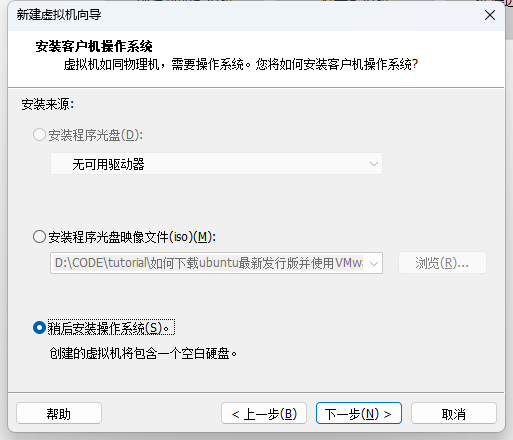 新建虚拟机向导
安装客户机操作系统
虚拟机如同物理机，需要操作系统。您将如何安装客户机操作系统?
安装来源:
安装程序光盘(D):
无可用驱动器
安装程序光盘映像文件(iso)(M):
D:\CODE\tutorial\如何下载ubuntu最新发行版并使用VMw
浏览(R)...
稍后安装操作系统(S)。
创建的虚拟机将包含一个空白硬盘。
帮助
< 上一步(B)
下一步(N) >
取消